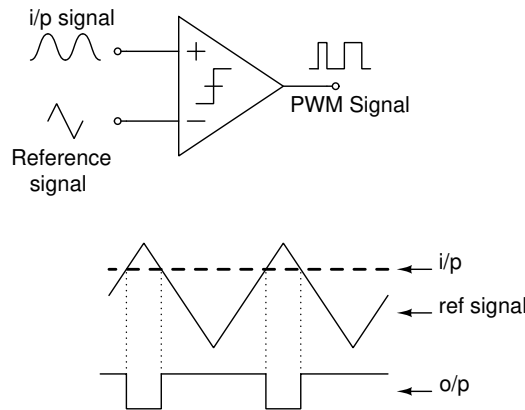 i/p signal
+
−
PWM Signal
Reference
signal
i/p
ref signal
o/p